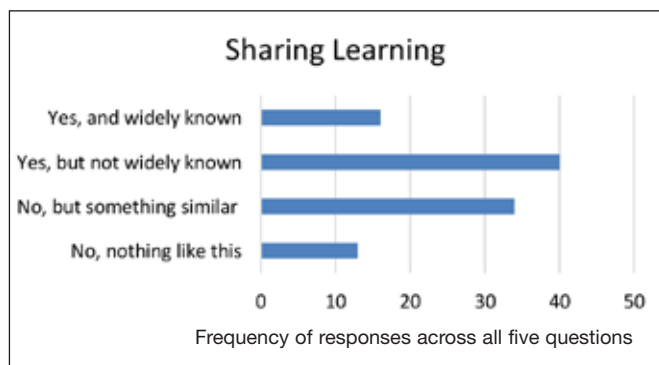 Sharing Learning
Yes, and widely known
Yes, but not widely known
No, but something similar
No, nothing like this
0 10 20 30 40 50
Frequency of responses across all five questions